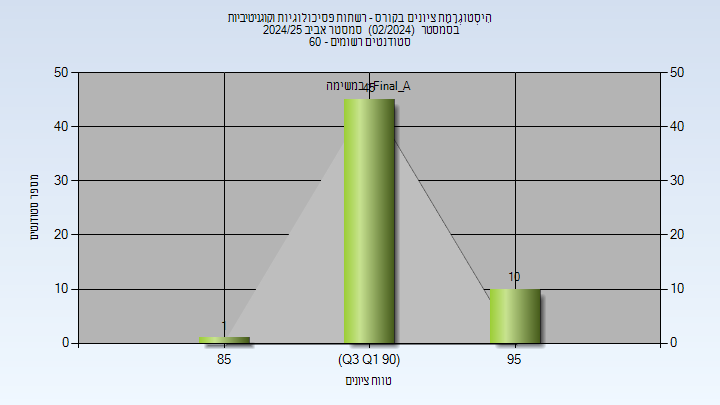 היסטוגרמת ציונים בקורס - רשתות פסיכולוגיות וקוגניטיביות
בסמסטר (02/2024) סמסטר אביב 2024/25
סטודנטים רשומים - 60
במשימה - Final_A
50 50
40 40
30 30
20 20
10 10
0 0
1
45
10
מספר סטודנטים
85 (Q3 Q1 90) 95
טווח ציונים